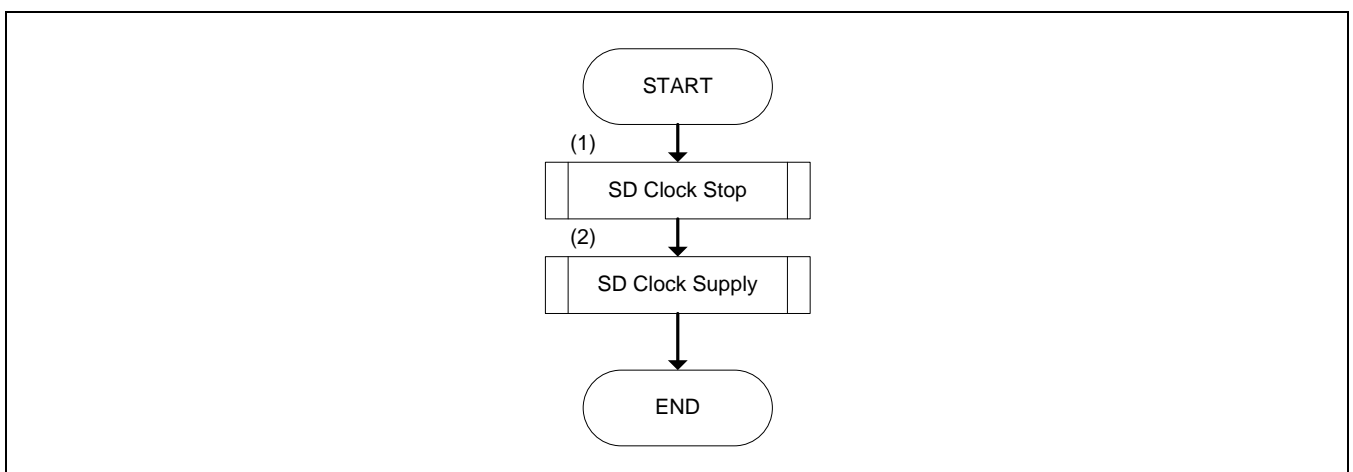 START
(1)
SD Clock Stop
(2)
SD Clock Supply
END